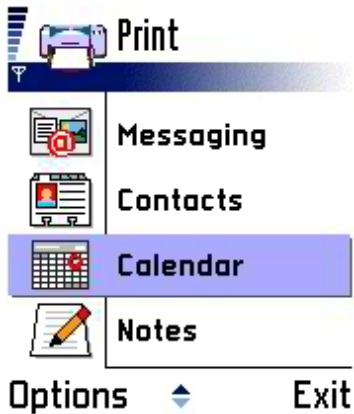 Print
Messaging
Contacts
Calendar
Notes
Options Exit